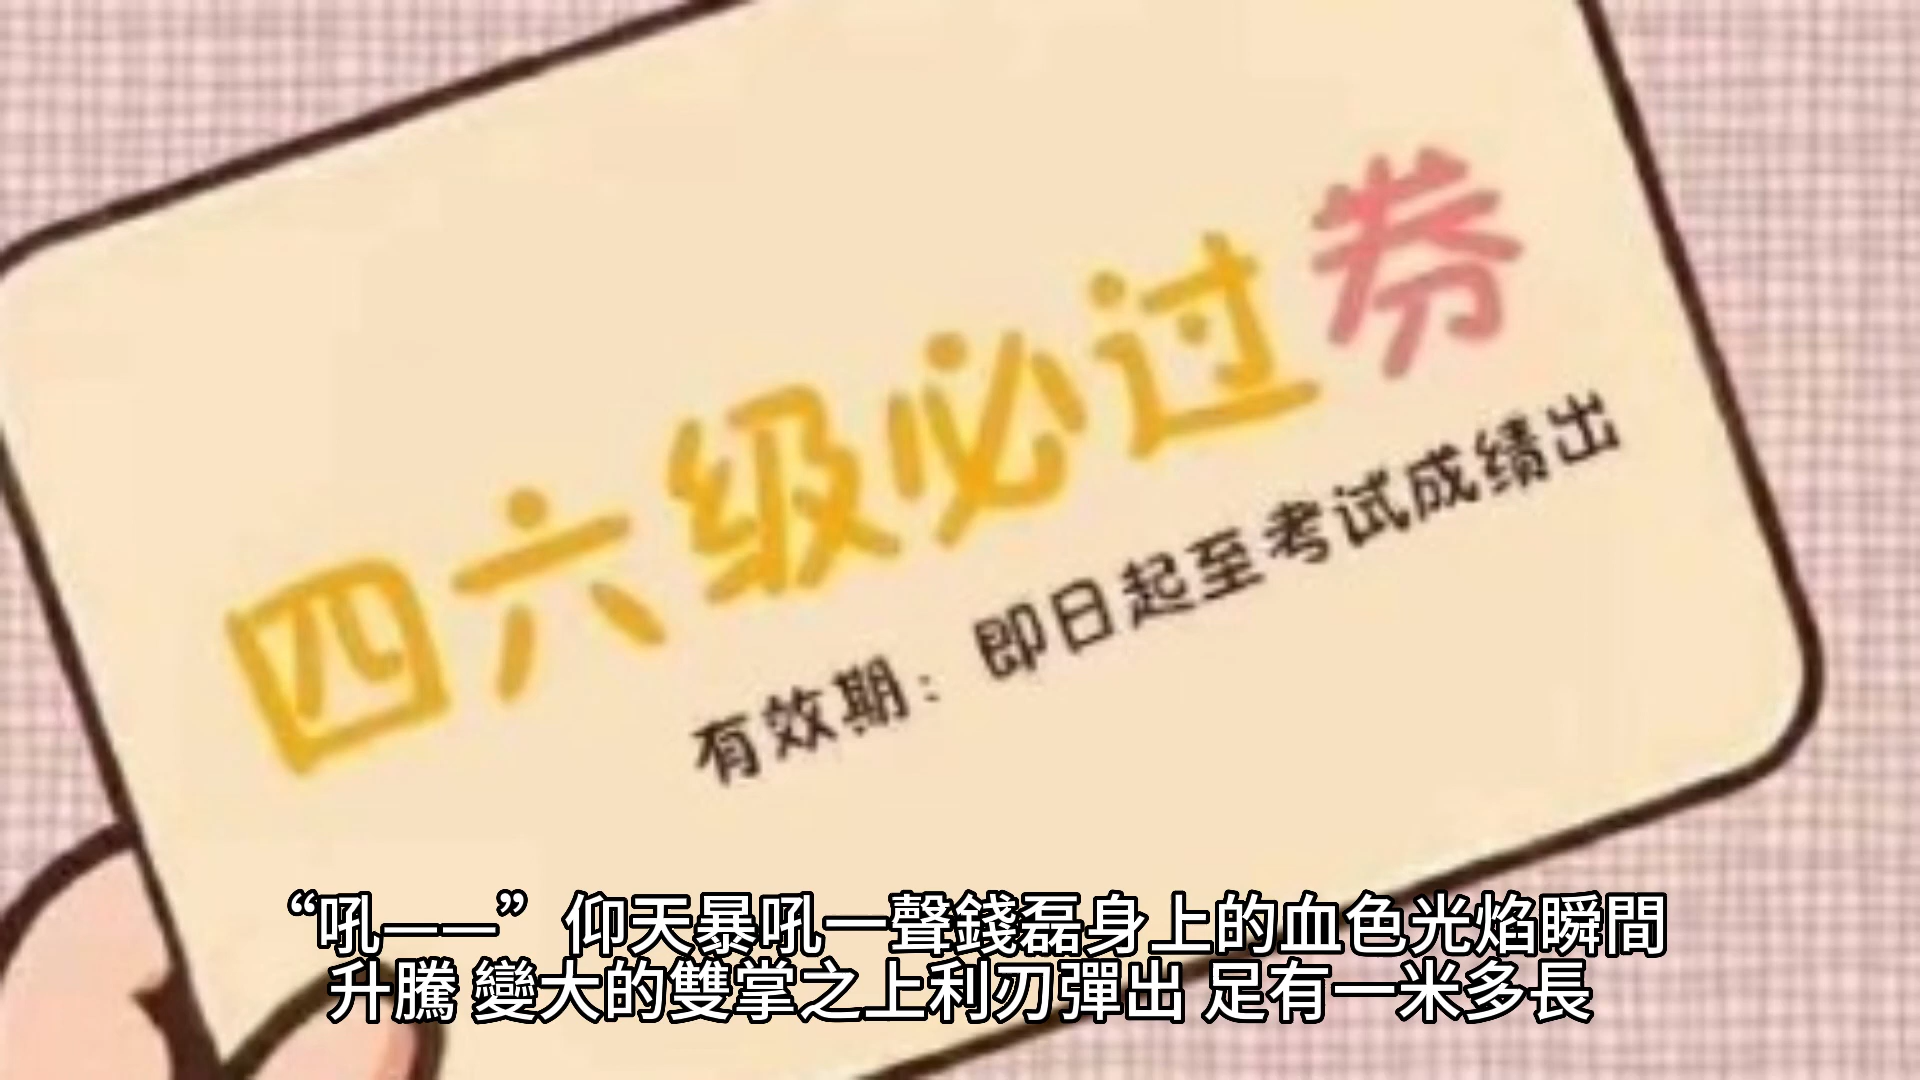 四六级必过券
有效期：即日起至考试成绩出
“吼——”仰天暴吼一聲錢磊身上的血色光焰瞬間
升騰 變大的雙掌之上利刃彈出 足有一米多長